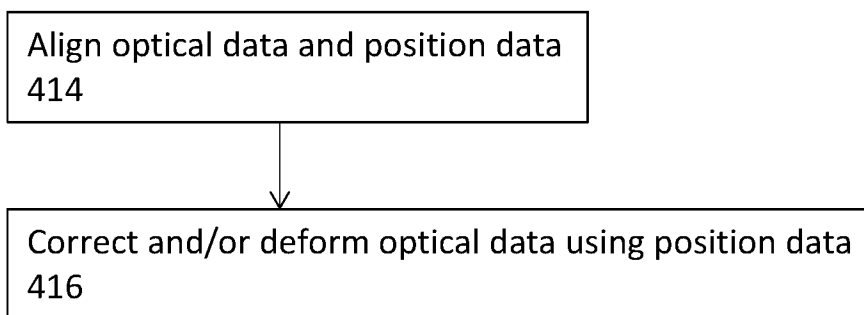 Align optical data and position data
414
Correct and/or deform optical data using position data
416